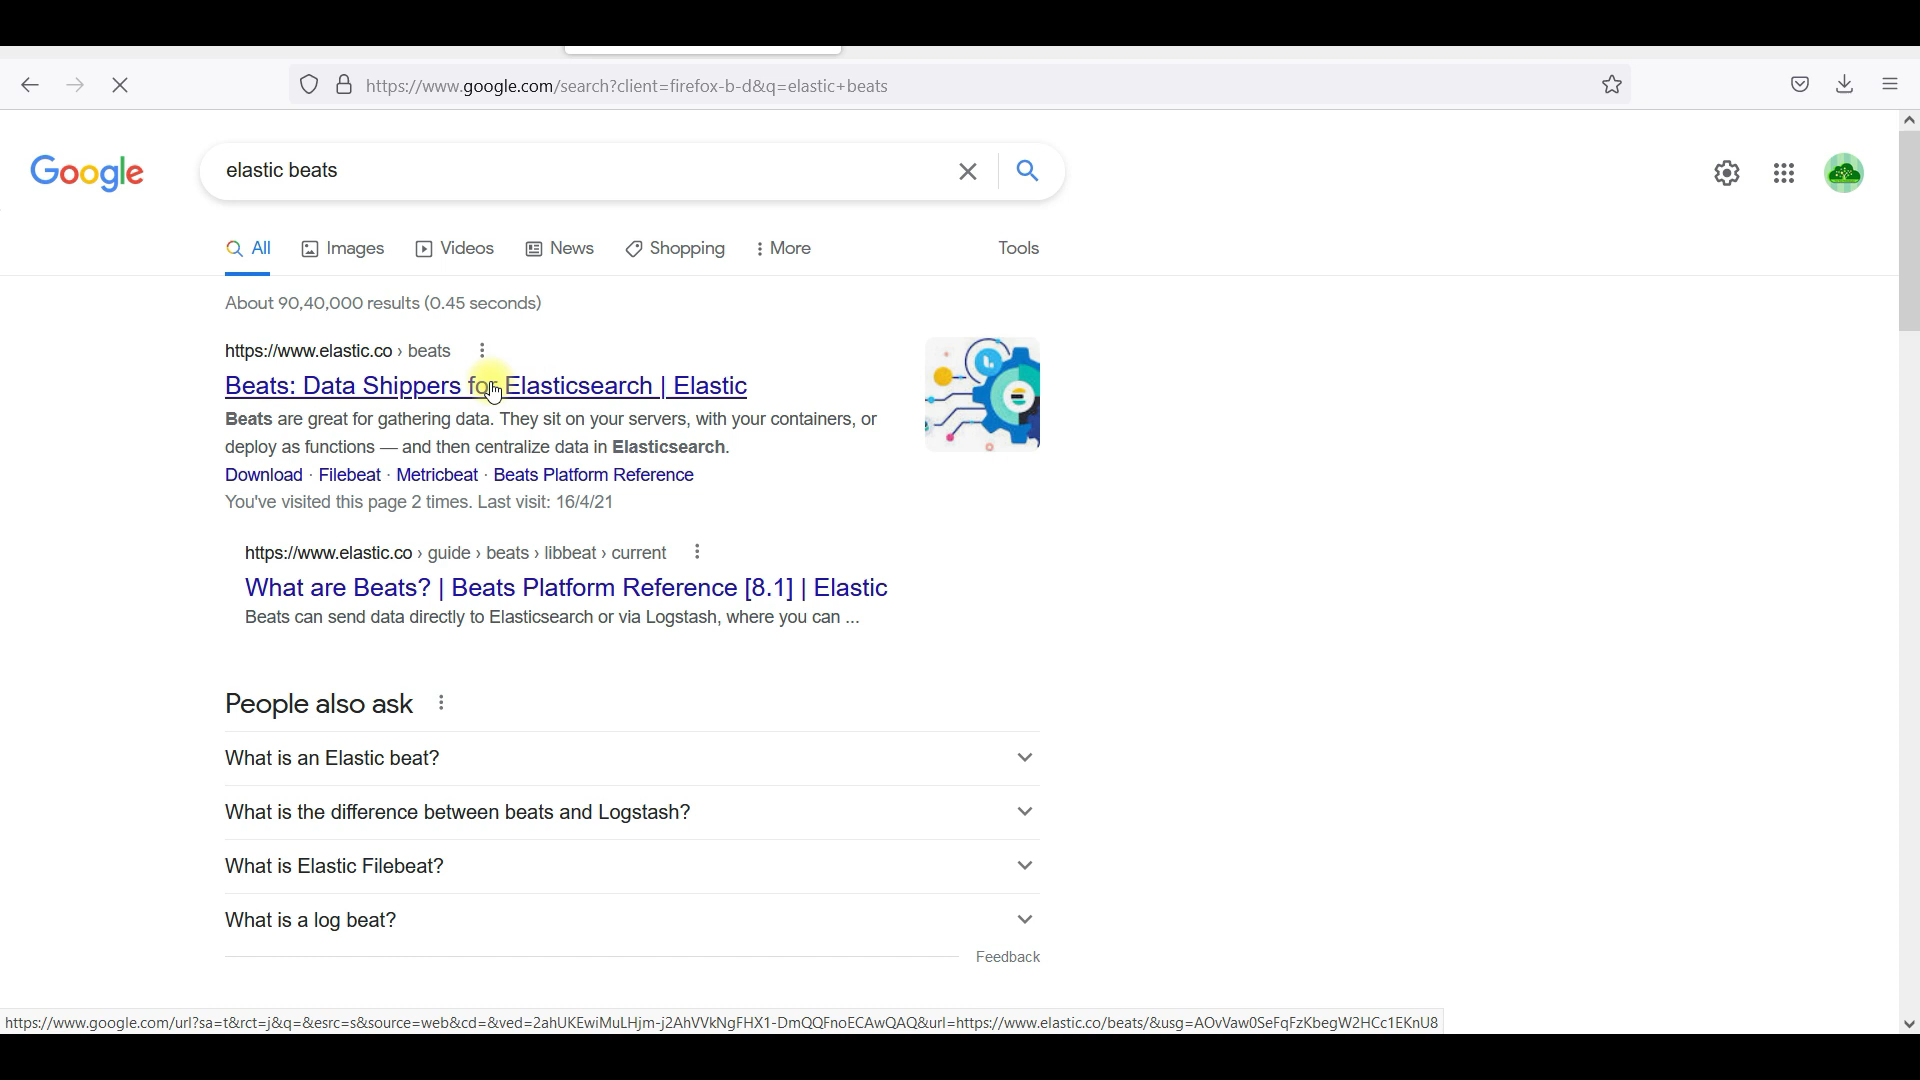 https://www.google.com/search?client=firefox-b-d&q=elastic+beats
Google
elastic beats
All Images Videos News Shopping More Tools
About 90,40,000 results (0.45 seconds)
https://www.elastic.co › beats
Beats: Data Shippers for Elasticsearch | Elastic
Beats are great for gathering data. They sit on your servers, with your containers, or
deploy as functions — and then centralize data in Elasticsearch.
Download · Filebeat · Metricbeat · Beats Platform Reference
You've visited this page 2 times. Last visit: 16/4/21
https://www.elastic.co › guide › beats › libbeat › current
What are Beats? | Beats Platform Reference [8.1] | Elastic
Beats can send data directly to Elasticsearch or via Logstash, where you can ...
People also ask
What is an Elastic beat?
What is the difference between beats and Logstash?
What is Elastic Filebeat?
What is a log beat?
Feedback
https://www.google.com/url?sa=t&rct=j&q=&esrc=s&source=web&cd=&ved=2ahUKEwiMuLHjm-j2AhVVkNgFHX1-DmQQFnoECAwQAQ&url=https://www.elastic.co/beats/&usg=AOvVaw0SeFqFzKbegW2HCc1EKnU8